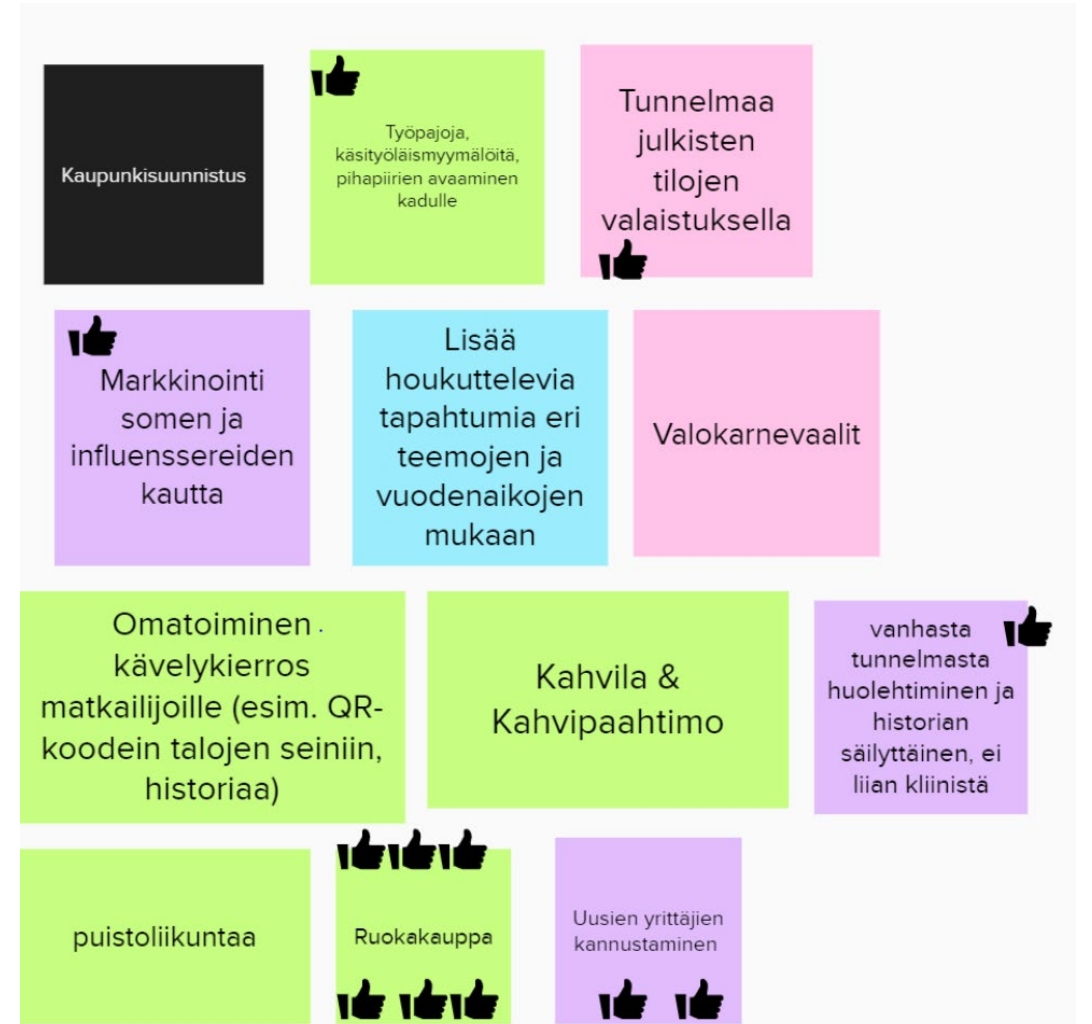 Kaupunkisuunnistus
Työpajoja,
käsityöläismyymälöitä,
pihapiirien avaaminen
kadulle
Tunnelmaa
julkisten
tilojen
valaistuksella
Markkinointi
somen ja
influenssereiden
kautta
Lisää
houkuttelevia
tapahtumia eri
teemojen ja
vuodenaikojen
mukaan
Valokarnevaalit
Omatoiminen
kävelykierros
matkailijoille (esim. QR-
koodein talojen seiniin,
historiaa)
Kahvila &
Kahvipaahtimo
vanhasta
tunnelmasta
huolehtiminen ja
historian
säilyttäinen, ei
liian kliinistä
puistoliikuntaa
Ruokakauppa
Uusien yrittäjien
kannustaminen